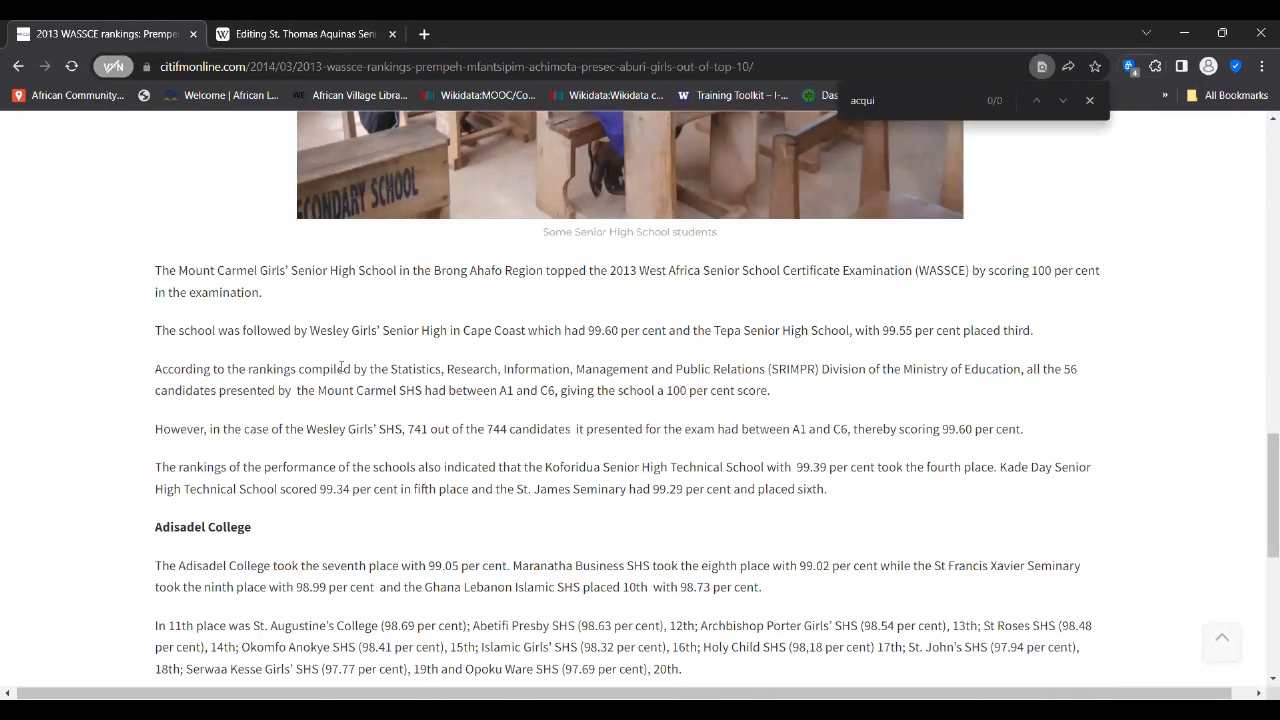 2013 WASSCE rankings: Prempe
Editing St. Thomas Aquinas Seni
citifmonline.com/2014/03/2013-wassce-rankings-prempeh-mfantsipim-achimota-presec-aburi-girls-out-of-top-10/
African Community...
Welcome | African L...
African Village Libra...
Wikidata:MOOC/Co...
Wikidata:Wikidata c...
Training Toolkit – I-...
Das
acqui
0/0
»
All Bookmarks
CONDARY SCHOOL
Some Senior High School students
The Mount Carmel Girls’ Senior High School in the Brong Ahafo Region topped the 2013 West Africa Senior School Certificate Examination (WASSCE) by scoring 100 per cent
in the examination.
The school was followed by Wesley Girls’ Senior High in Cape Coast which had 99.60 per cent and the Tepa Senior High School, with 99.55 per cent placed third.
According to the rankings compiled by the Statistics, Research, Information, Management and Public Relations (SRIMPR) Division of the Ministry of Education, all the 56
candidates presented by the Mount Carmel SHS had between A1 and C6, giving the school a 100 per cent score.
However, in the case of the Wesley Girls’ SHS, 741 out of the 744 candidates it presented for the exam had between A1 and C6, thereby scoring 99.60 per cent.
The rankings of the performance of the schools also indicated that the Koforidua Senior High Technical School with 99.39 per cent took the fourth place. Kade Day Senior
High Technical School scored 99.34 per cent in fifth place and the St. James Seminary had 99.29 per cent and placed sixth.
Adisadel College
The Adisadel College took the seventh place with 99.05 per cent. Maranatha Business SHS took the eighth place with 99.02 per cent while the St Francis Xavier Seminary
took the ninth place with 98.99 per cent and the Ghana Lebanon Islamic SHS placed 10th with 98.73 per cent.
In 11th place was St. Augustine’s College (98.69 per cent); Abetifi Presby SHS (98.63 per cent), 12th; Archbishop Porter Girls’ SHS (98.54 per cent), 13th; St Roses SHS (98.48
per cent), 14th; Okomfo Anokye SHS (98.41 per cent), 15th; Islamic Girls’ SHS (98.32 per cent), 16th; Holy Child SHS (98,18 per cent) 17th; St. John’s SHS (97.94 per cent),
18th; Serwaa Kesse Girls’ SHS (97.77 per cent), 19th and Opoku Ware SHS (97.69 per cent), 20th.